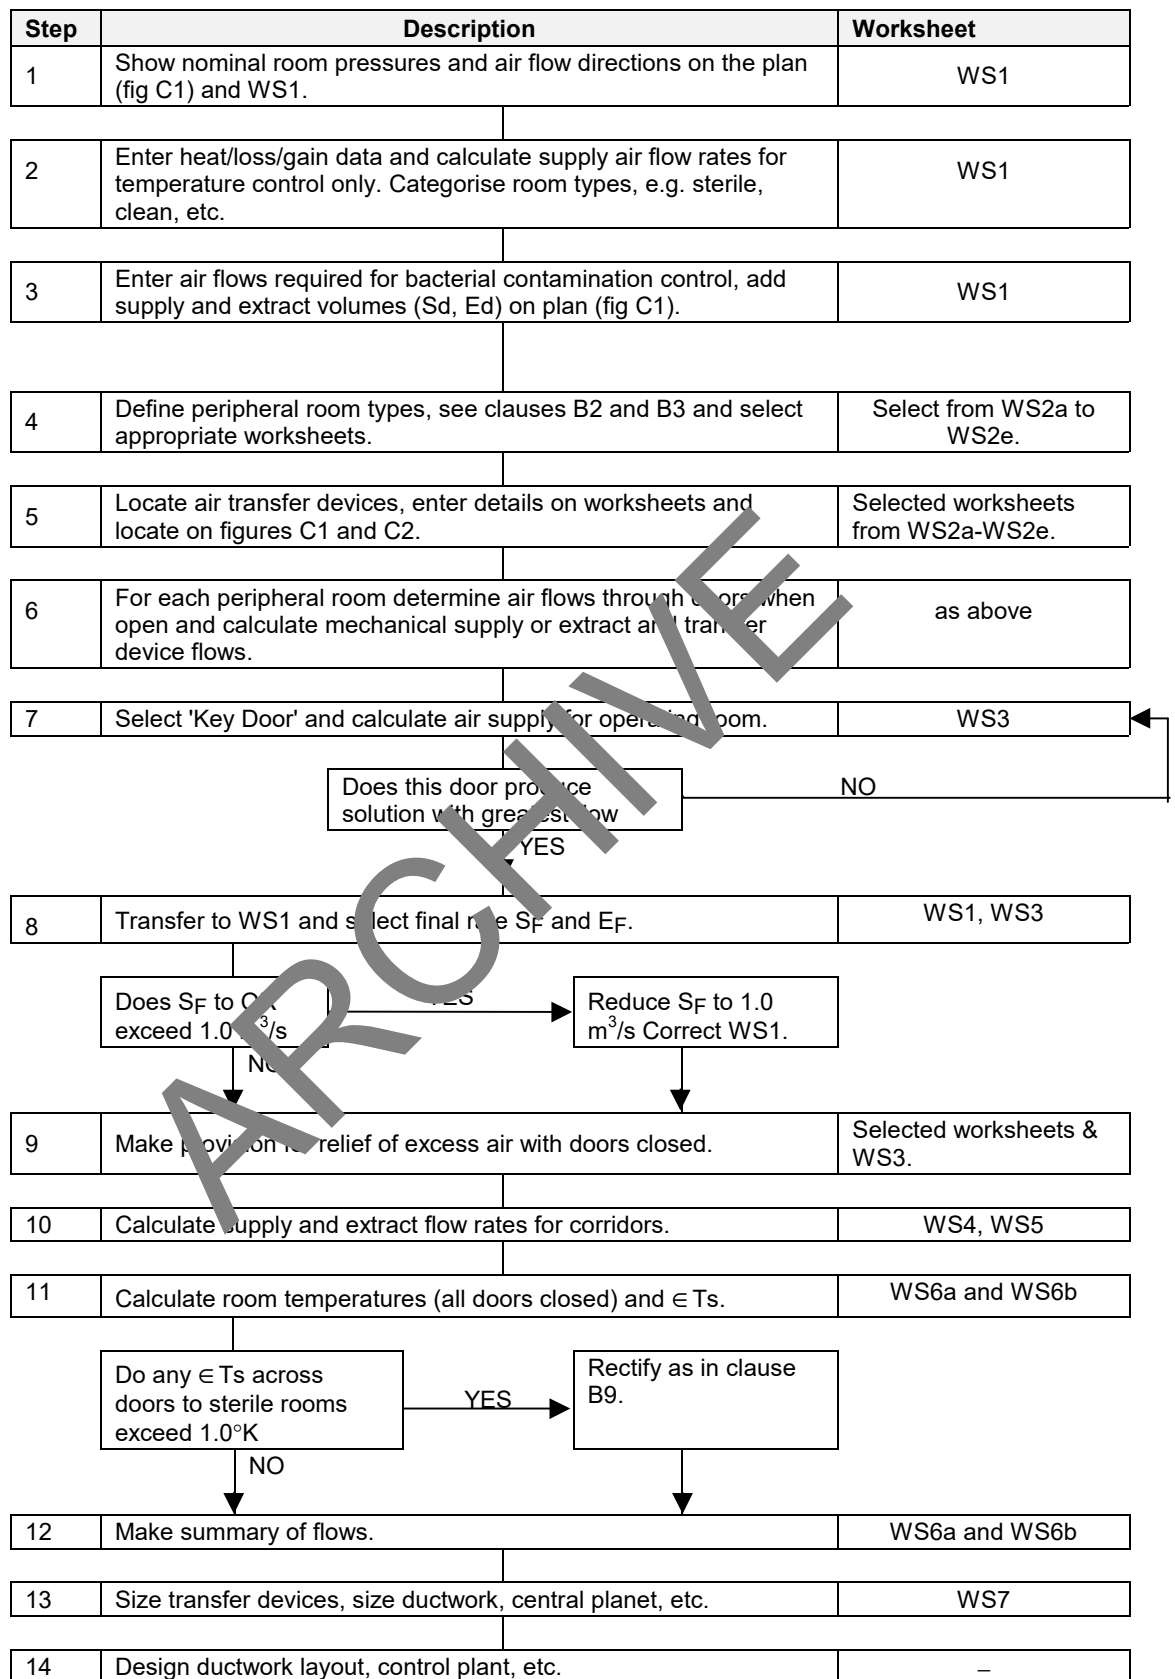 Step Description Worksheet
1 Show nominal room pressures and air flow directions on the plan WS1
(fig C1) and WS1.
2 Enter heat/loss/gain data and calculate supply air flow rates for WS1
temperature control only. Categorise room types, e.g. sterile,
clean, etc.
3 Enter air flows required for bacterial contamination control, add WS1
supply and extract volumes (Sd, Ed) on plan (fig C1).
4 Define peripheral room types, see clauses B2 and B3 and select Select from WS2a to
appropriate worksheets. WS2e.
5 Locate air transfer devices, enter details on worksheets and Selected worksheets
locate on figures C1 and C2. from WS2a-WS2e.
6 For each peripheral room determine air flows through doors when as above
open and calculate mechanical supply or extract and transfer
device flows.
7 Select 'Key Door' and calculate air supply for operating room. WS3
Does this door produce NO
solution with greatest flow
YES
8 Transfer to WS1 and select final rate SF and EF. WS1, WS3
Does SF to OR YES Reduce SF to 1.0
exceed 1.0 m³/s m³/s Correct WS1.
NO
9 Make provision for relief of excess air with doors closed. Selected worksheets &
WS3.
10 Calculate supply and extract flow rates for corridors. WS4, WS5
11 Calculate room temperatures (all doors closed) and ∈Ts. WS6a and WS6b
Do any ∈Ts across YES Rectify as in clause
doors to sterile rooms B9.
exceed 1.0°K
NO
12 Make summary of flows. WS6a and WS6b
13 Size transfer devices, size ductwork, central planet, etc. WS7
14 Design ductwork layout, control plant, etc. –
ARCHIVE